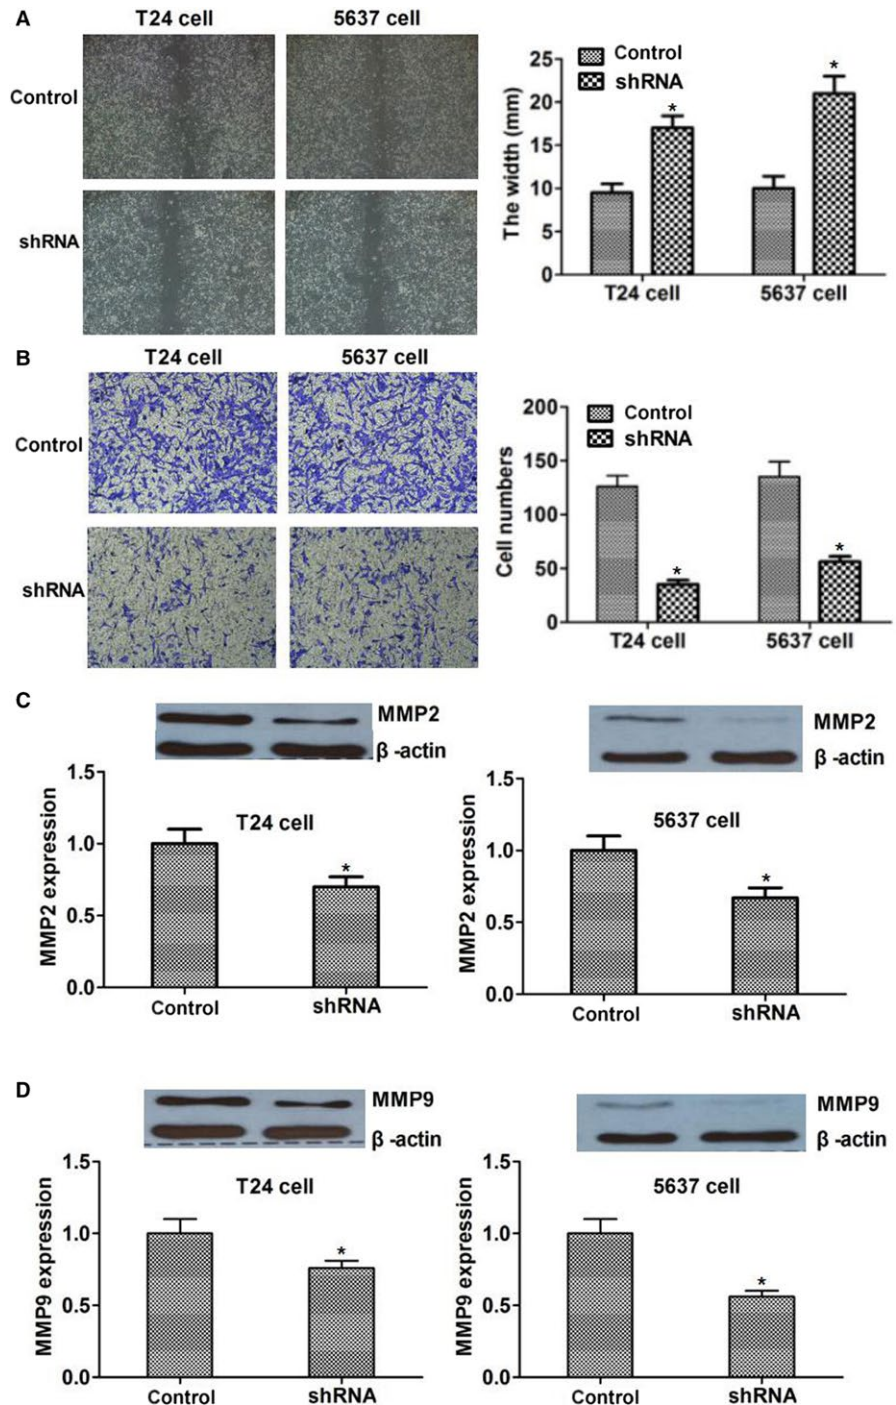 A
T24 cell
5637 cell
Control
shRNA
Control
shRNA
*
*
The width (mm)
25
20
15
10
5
0
T24 cell
5637 cell
B
T24 cell
5637 cell
Control
shRNA
Control
shRNA
*
*
Cell numbers
200
150
100
50
0
T24 cell
5637 cell
C
MMP2
β -actin
T24 cell
*
MMP2 expression
1.5
1.0
0.5
0.0
Control
shRNA
MMP2
β -actin
5637 cell
*
MMP2 expression
1.5
1.0
0.5
0.0
Control
shRNA
D
MMP9
β -actin
T24 cell
*
MMP9 expression
1.5
1.0
0.5
0.0
Control
shRNA
MMP9
β -actin
5637 cell
*
MMP9 expression
1.5
1.0
0.5
0.0
Control
shRNA